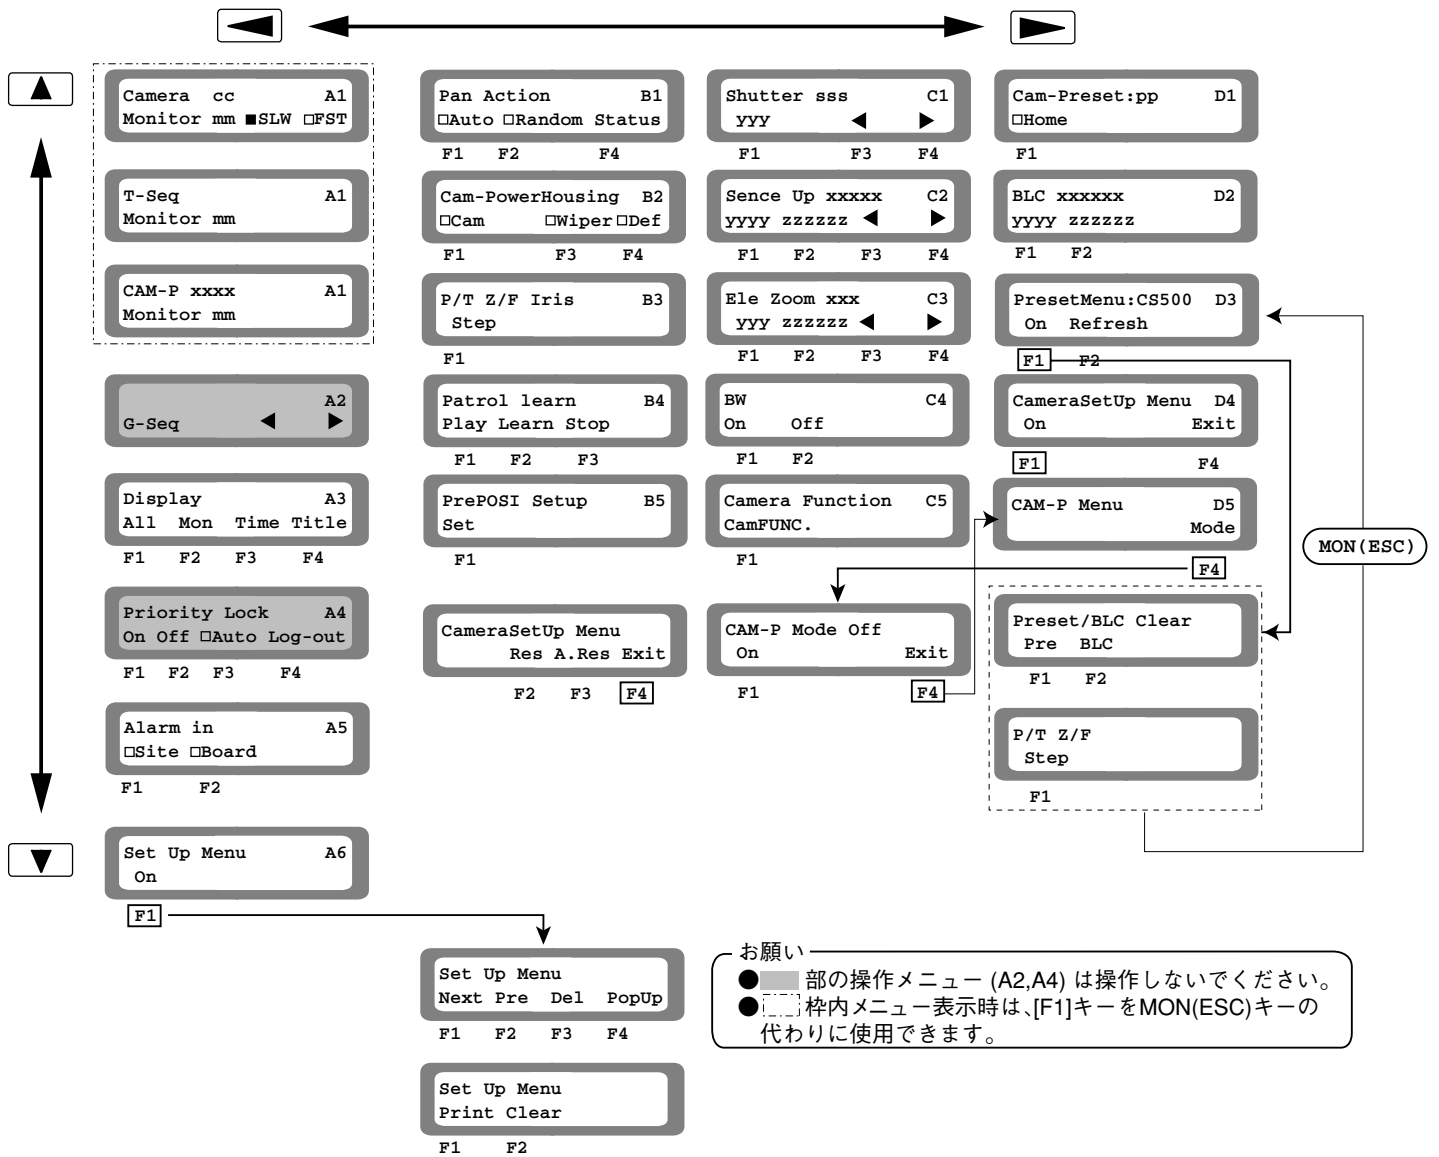 Camera cc A1
Monitor mm ■SLW □FST
T-Seq A1
Monitor mm
CAM-P xxxx A1
Monitor mm
A2
G-Seq ◀ ▶
Display A3
All Mon Time Title
F1 F2 F3 F4
Priority Lock A4
On Off □Auto Log-out
F1 F2 F3 F4
Alarm in A5
□Site □Board
F1 F2
Set Up Menu A6
On
F1
Pan Action B1
□Auto □Random Status
F1 F2 F4
Cam-PowerHousing B2
□Cam □Wiper □Def
F1 F3 F4
P/T Z/F Iris B3
Step
F1
Patrol learn B4
Play Learn Stop
F1 F2 F3
PrePOSI Setup B5
Set
F1
CameraSetUp Menu
Res A.Res Exit
F2 F3 F4
Set Up Menu
Next Pre Del PopUp
F1 F2 F3 F4
Set Up Menu
Print Clear
F1 F2
Shutter sss C1
yyy ◀ ▶
F1 F3 F4
Sence Up xxxxx C2
yyyy zzzzzz ◀ ▶
F1 F2 F3 F4
Ele Zoom xxx C3
yyy zzzzzz ◀ ▶
F1 F2 F3 F4
BW C4
On Off
F1 F2
Camera Function C5
CamFUNC.
F1
CAM-P Mode Off
On Exit
F1 F4
Cam-Preset:pp D1
□Home
F1
BLC xxxxxx D2
yyyy zzzzzz
F1 F2
PresetMenu:CS500 D3
On Refresh
F1 F2
CameraSetUp Menu D4
On Exit
F1 F4
CAM-P Menu D5
Mode
F4
Preset/BLC Clear
Pre BLC
F1 F2
P/T Z/F
Step
F1
MON(ESC)
お願い
● 部の操作メニュー (A2,A4) は操作しないでください。
● 枠内メニュー表示時は、[F1]キーをMON(ESC)キーの
代わりに使用できます。